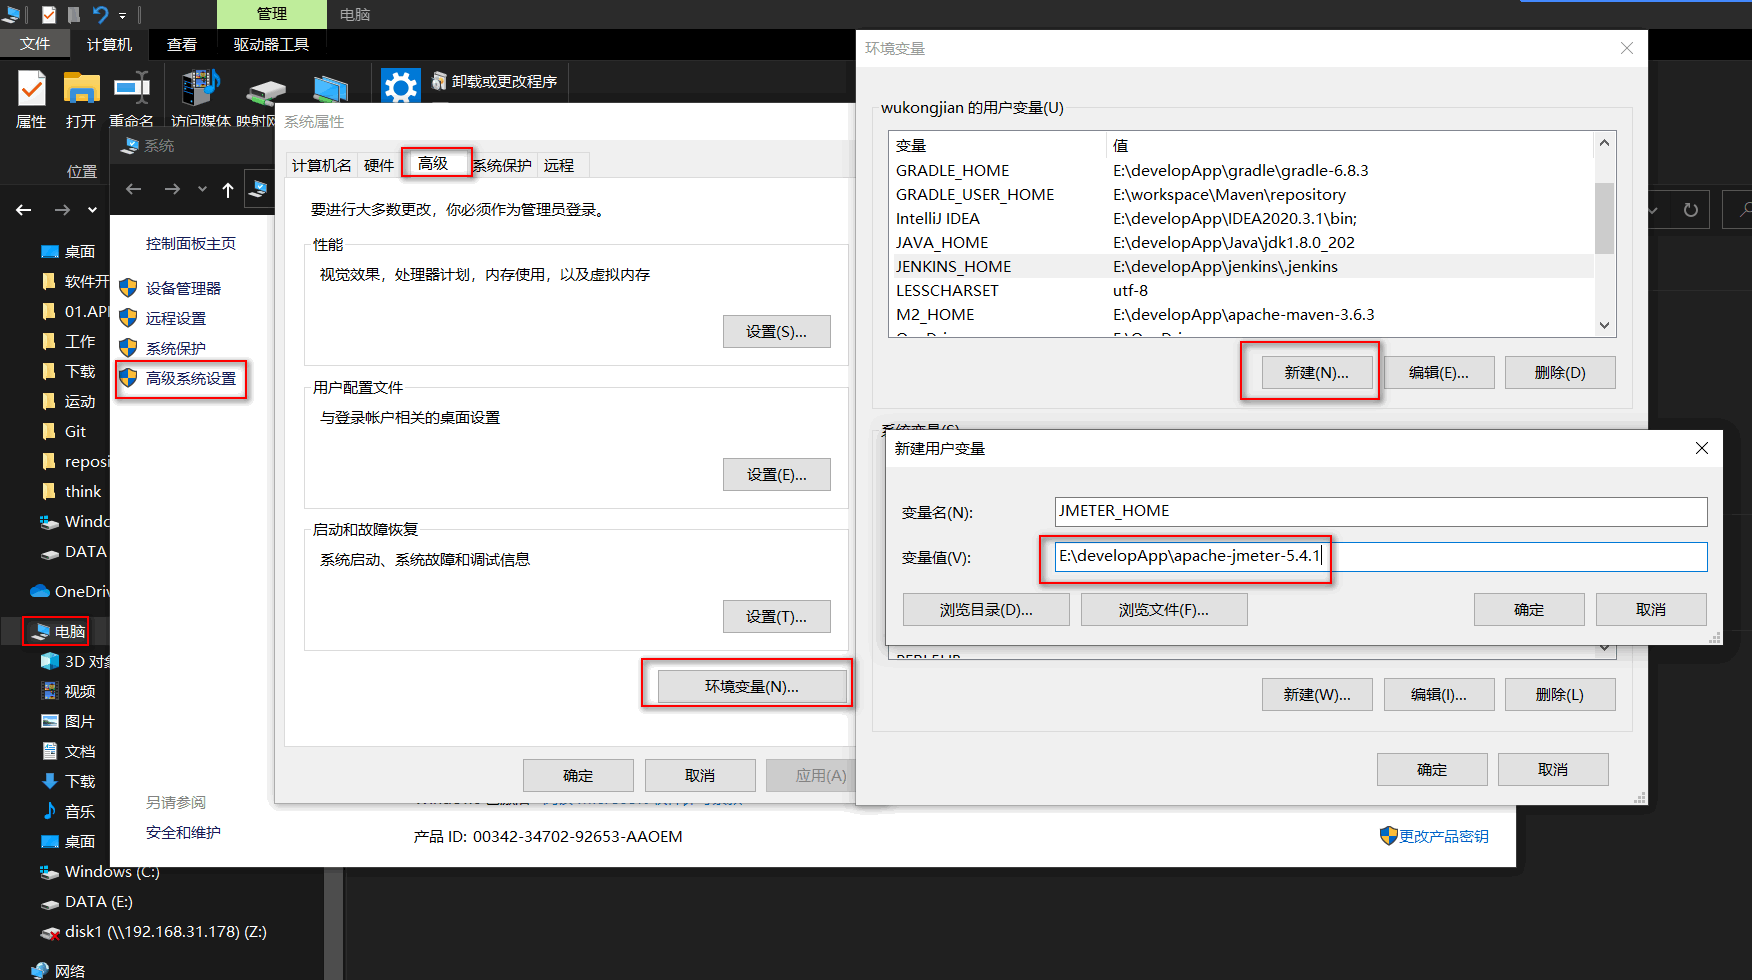 管理
电脑
文件
计算机
查看
驱动器工具
属性
打开
重命名
访问媒体
映射网
卸载或更改程序
位置
桌面
软件开
01.API
工作
下载
运动
Git
reposi
think
Windo
DATA
OneDriv
电脑
3D 对象
视频
图片
文档
下载
音乐
桌面
Windows (C:)
DATA (E:)
disk1 (\\192.168.31.178) (Z:)
网络
系统
控制面板主页
设备管理器
远程设置
系统保护
高级系统设置
另请参阅
安全和维护
产品 ID: 00342-34702-92653-AAOEM
更改产品密钥
系统属性
计算机名
硬件
高级
系统保护
远程
要进行大多数更改，你必须作为管理员登录。
性能
视觉效果，处理器计划，内存使用，以及虚拟内存
设置(S)...
用户配置文件
与登录帐户相关的桌面设置
设置(E)...
启动和故障恢复
系统启动、系统故障和调试信息
设置(T)...
环境变量(N)...
确定
取消
应用(A)
环境变量
wukongjian 的用户变量(U)
变量 值
GRADLE_HOME E:\developApp\gradle\gradle-6.8.3
GRADLE_USER_HOME E:\workspace\Maven\repository
IntelliJ IDEA E:\developApp\IDEA2020.3.1\bin;
JAVA_HOME E:\developApp\Java\jdk1.8.0_202
JENKINS_HOME E:\developApp\jenkins\.jenkins
LESSCHARSET utf-8
M2_HOME E:\developApp\apache-maven-3.6.3
新建(N)...
编辑(E)...
删除(D)
系统变量(S)
新建用户变量
变量名(N):
JMETER_HOME
变量值(V):
E:\developApp\apache-jmeter-5.4.1
浏览目录(D)...
浏览文件(F)...
确定
取消
新建(W)...
编辑(I)...
删除(L)
确定
取消